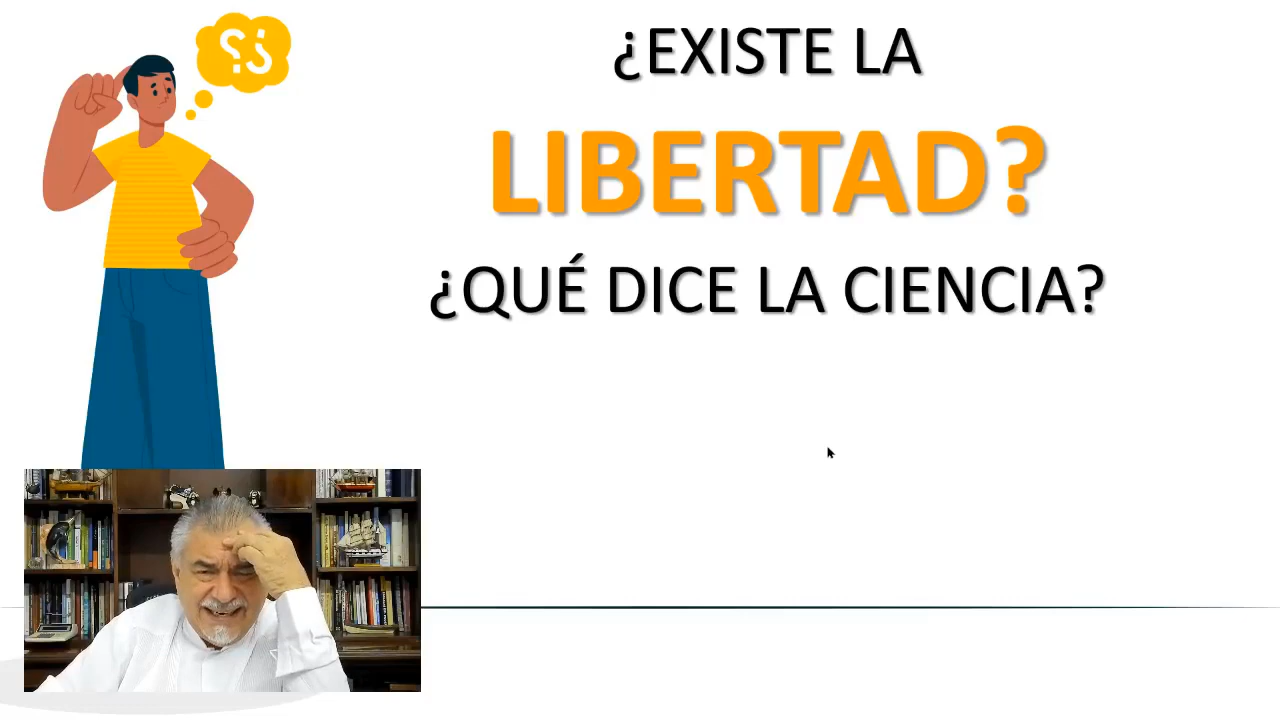 ?¿
¿EXISTE LA
LIBERTAD?
¿QUÉ DICE LA CIENCIA?